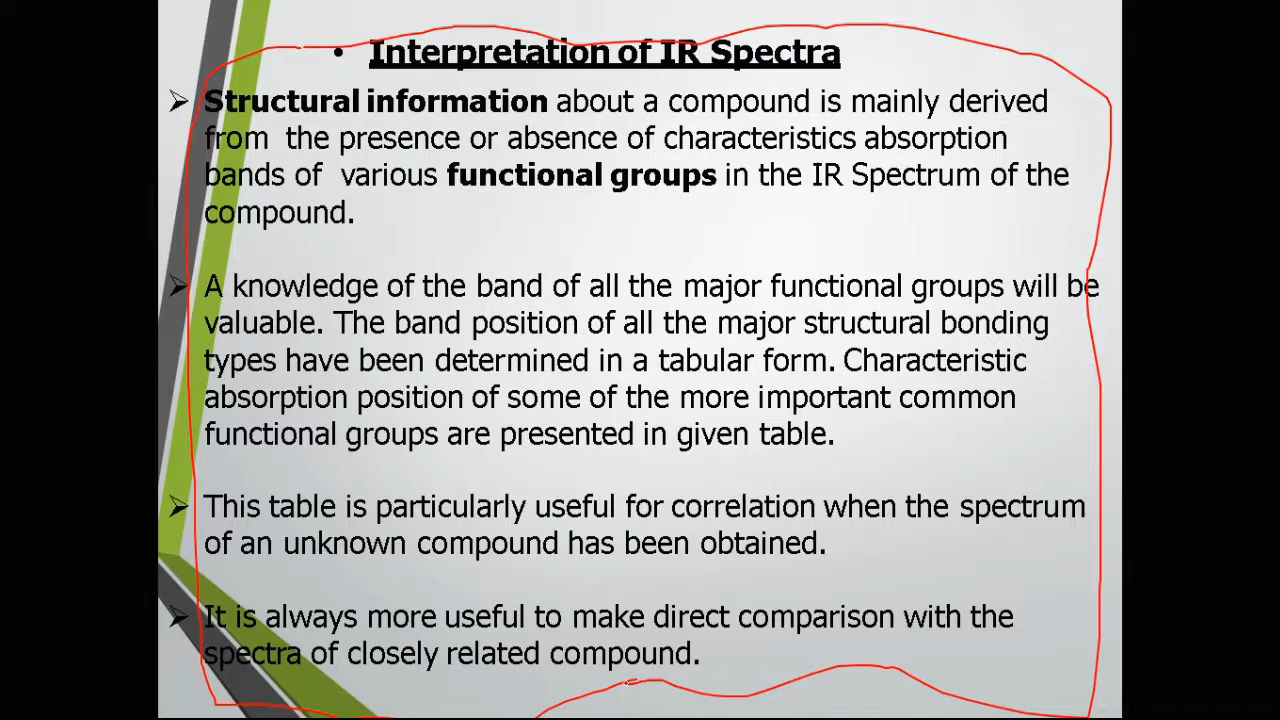 • Interpretation of IR Spectra
➢ Structural information about a compound is mainly derived
from the presence or absence of characteristics absorption
bands of various functional groups in the IR Spectrum of the
compound.
➢ A knowledge of the band of all the major functional groups will be
valuable. The band position of all the major structural bonding
types have been determined in a tabular form. Characteristic
absorption position of some of the more important common
functional groups are presented in given table.
➢ This table is particularly useful for correlation when the spectrum
of an unknown compound has been obtained.
➢ It is always more useful to make direct comparison with the
spectra of closely related compound.